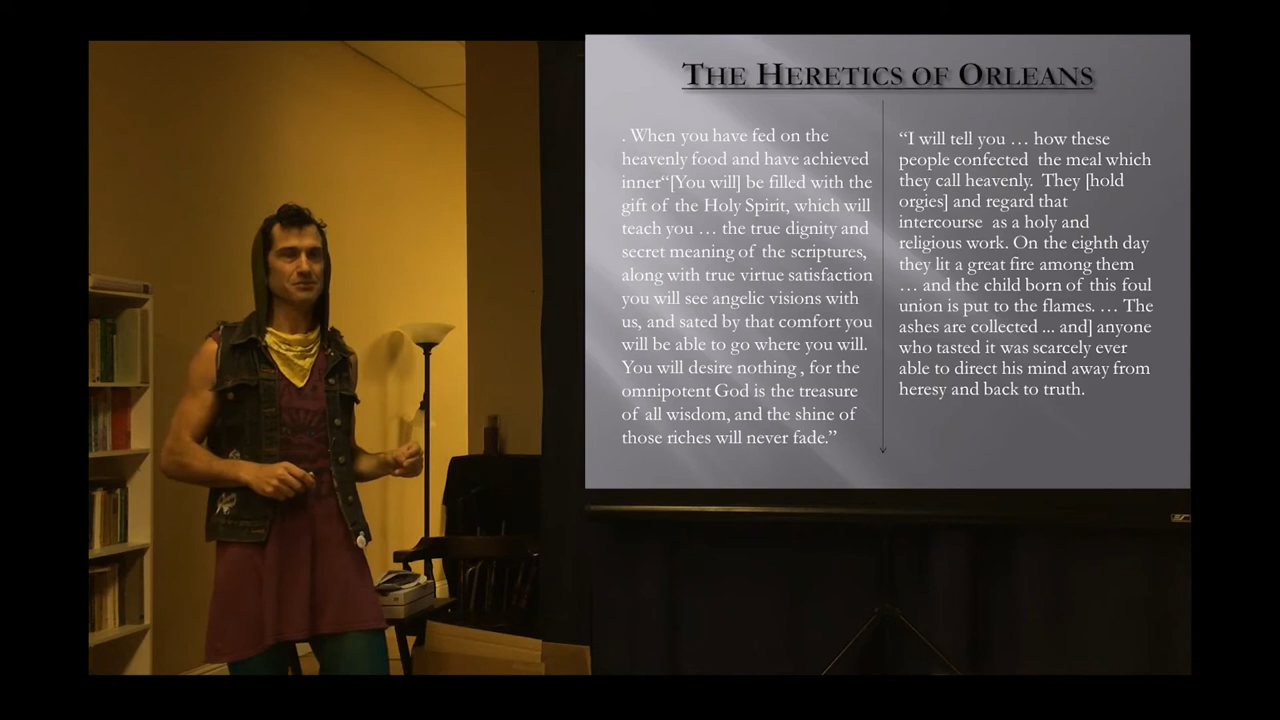 THE HERETICS OF ORLEANS
. When you have fed on the
heavenly food and have achieved
inner“[You will] be filled with the
gift of the Holy Spirit, which will
teach you … the true dignity and
secret meaning of the scriptures,
along with true virtue satisfaction
you will see angelic visions with
us, and sated by that comfort you
will be able to go where you will.
You will desire nothing , for the
omnipotent God is the treasure
of all wisdom, and the shine of
those riches will never fade.”
“I will tell you … how these
people confected the meal which
they call heavenly. They [hold
orgies] and regard that
intercourse as a holy and
religious work. On the eighth day
they lit a great fire among them
… and the child born of this foul
union is put to the flames. … The
ashes are collected ... and] anyone
who tasted it was scarcely ever
able to direct his mind away from
heresy and back to truth.